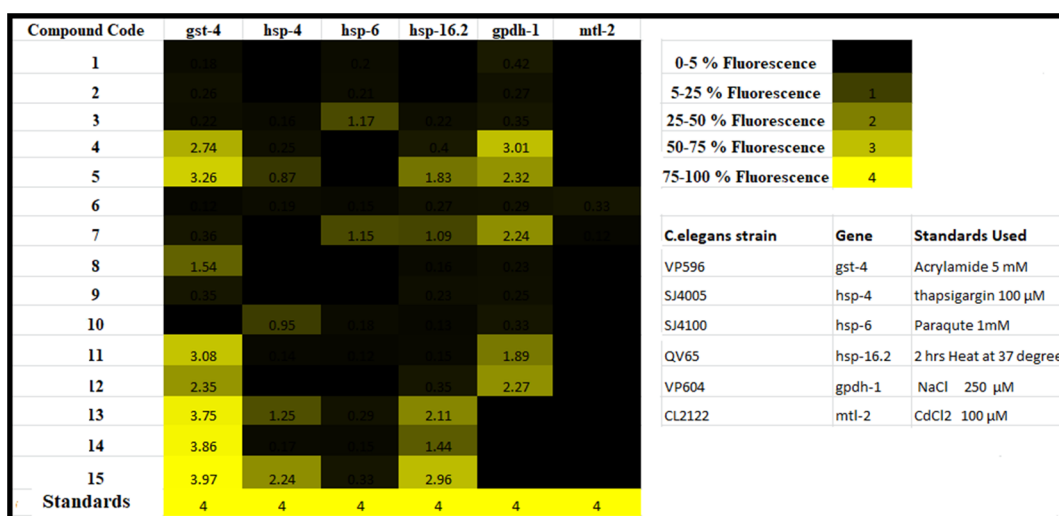 Compound Code gst-4 hsp-4 hsp-6 hsp-16.2 gpdh-1 mtl-2
1 0.18 0.2 0.42
2 0.26 0.21 0.27
3 0.22 0.16 1.17 0.22 0.35
4 2.74 0.25 0.4 3.01
5 3.26 0.87 1.83 2.32
6 0.19 0.15 0.27 0.29 0.33
7 0.36 1.15 1.09 2.24
8 1.54 0.16 0.23
9 0.35 0.23 0.25
10 0.95 0.18 0.33
11 3.08 1.89
12 2.35 0.35 2.27
13 3.75 1.25 0.29 2.11
14 3.86 0.17 0.15 1.44
15 3.97 2.24 0.33 2.96
Standards 4 4 4 4 4 4
0-5 % Fluorescence
5-25 % Fluorescence 1
25-50 % Fluorescence 2
50-75 % Fluorescence 3
75-100 % Fluorescence 4
C.elegans strain Gene Standards Used
VP596 gst-4 Acrylamide 5 mM
SJ4005 hsp-4 thapsigargin 100 µM
SJ4100 hsp-6 Paraqute 1mM
QV65 hsp-16.2 2 hrs Heat at 37 degree
VP604 gpdh-1 NaCl 250 µM
CL2122 mtl-2 CdCl2 100 µM